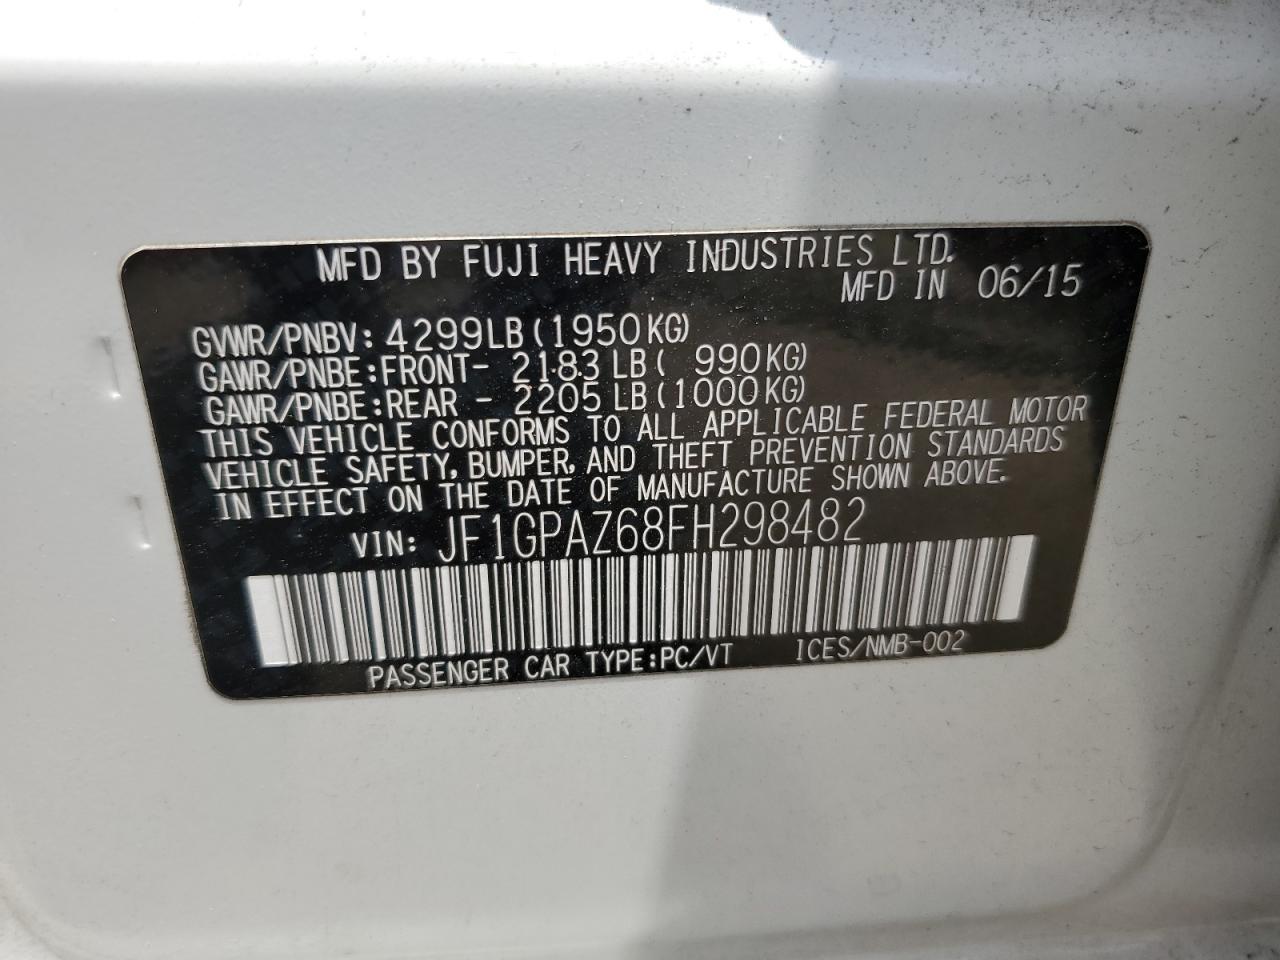 MFD BY FUJI HEAVY INDUSTRIES LTD.
MFD IN 06/15
GVWR/PNBV: 4299LB (1950KG)
GAWR/PNBE:FRONT- 2183 LB ( 990KG)
GAWR/PNBE:REAR - 2205 LB (1000KG)
THIS VEHICLE CONFORMS TO ALL APPLICABLE FEDERAL MOTOR
VEHICLE SAFETY, BUMPER, AND THEFT PREVENTION STANDARDS
IN EFFECT ON THE DATE OF MANUFACTURE SHOWN ABOVE.
VIN: JF1GPAZ68FH298482
PASSENGER CAR TYPE:PC/VT ICES/NMB-002